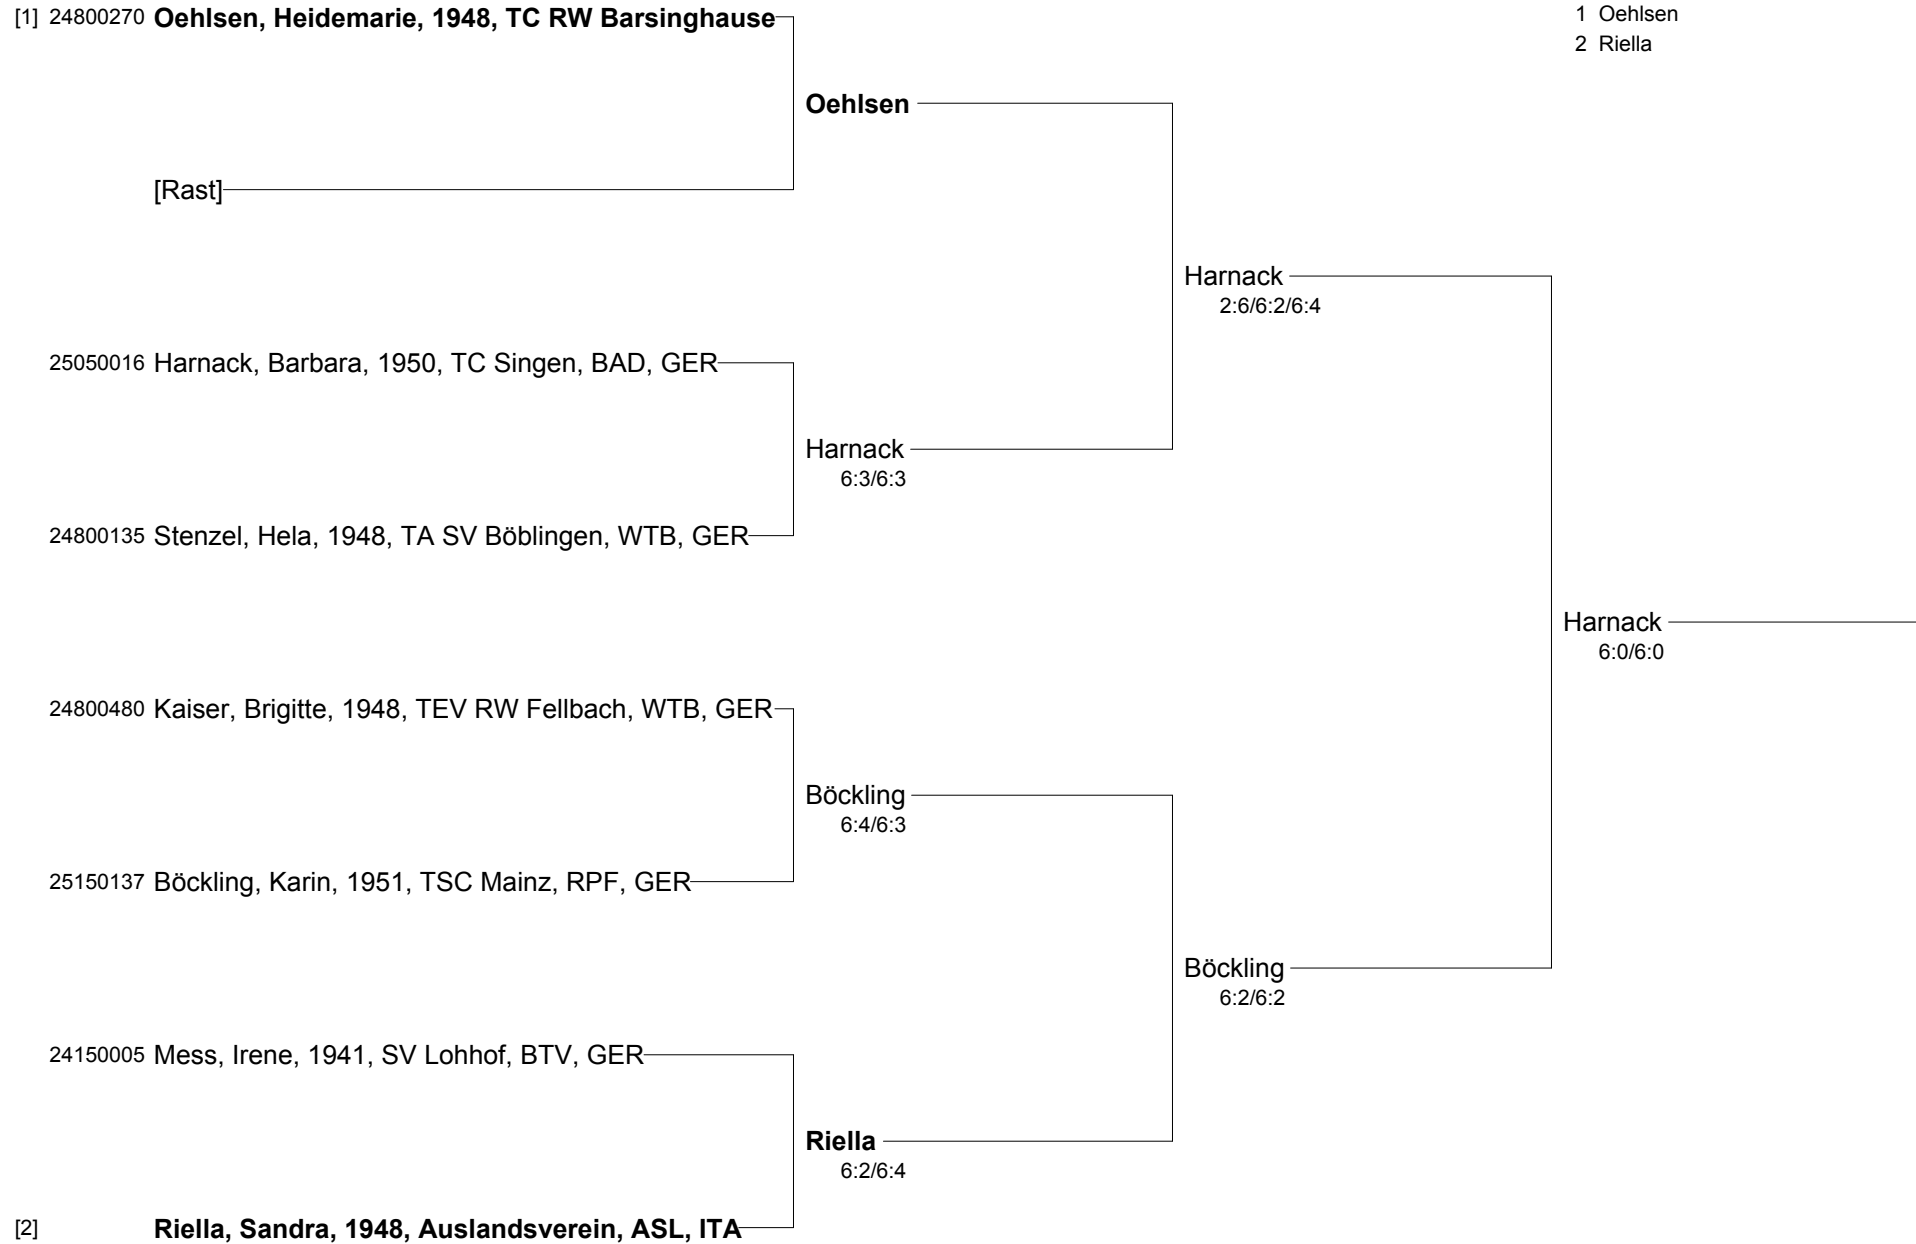 [1] 24800270 Oehlsen, Heidemarie, 1948, TC RW Barsinghause
1 Oehlsen
2 Riella
Oehlsen
[Rast]
Harnack
2:6/6:2/6:4
25050016 Harnack, Barbara, 1950, TC Singen, BAD, GER
Harnack
6:3/6:3
24800135 Stenzel, Hela, 1948, TA SV Böblingen, WTB, GER
Harnack
6:0/6:0
24800480 Kaiser, Brigitte, 1948, TEV RW Fellbach, WTB, GER
Böckling
6:4/6:3
25150137 Böckling, Karin, 1951, TSC Mainz, RPF, GER
Böckling
6:2/6:2
24150005 Mess, Irene, 1941, SV Lohhof, BTV, GER
Riella
6:2/6:4
[2] Riella, Sandra, 1948, Auslandsverein, ASL, ITA